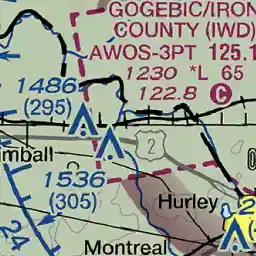 GOGEBIC/IRON
COUNTY (IWD)
AWOS-3PT 125.1
1230 *L 65
122.8 C
1486
(295)
2
mball
1536
(305)
Hurley
24
Montreal